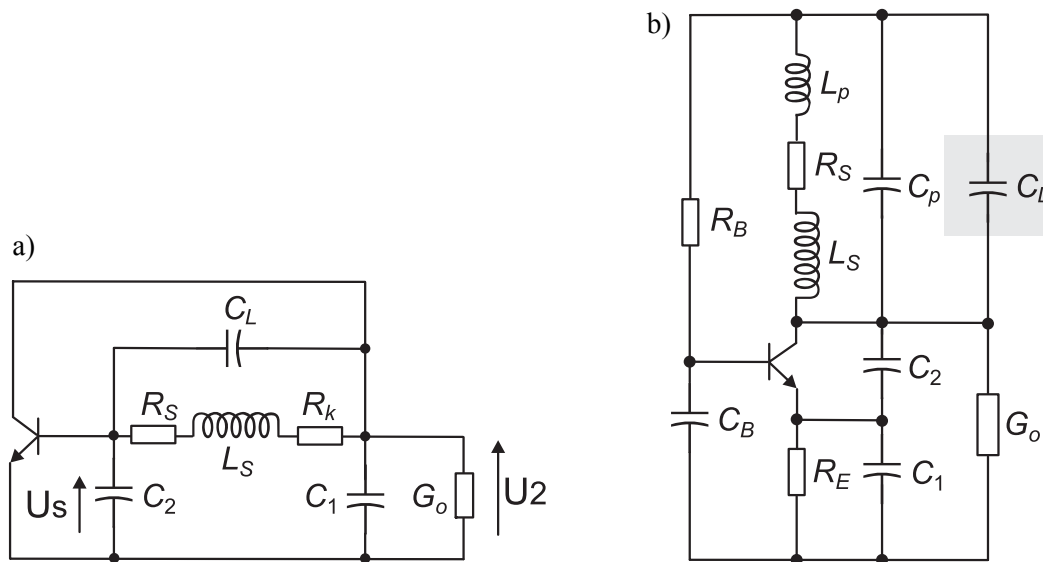 a)
C_L
R_S
R_k
L_S
Us
C_2
C_1
G_o
U2
b)
L_p
R_S
C_p
C_L
R_B
L_S
C_2
C_B
G_o
R_E
C_1